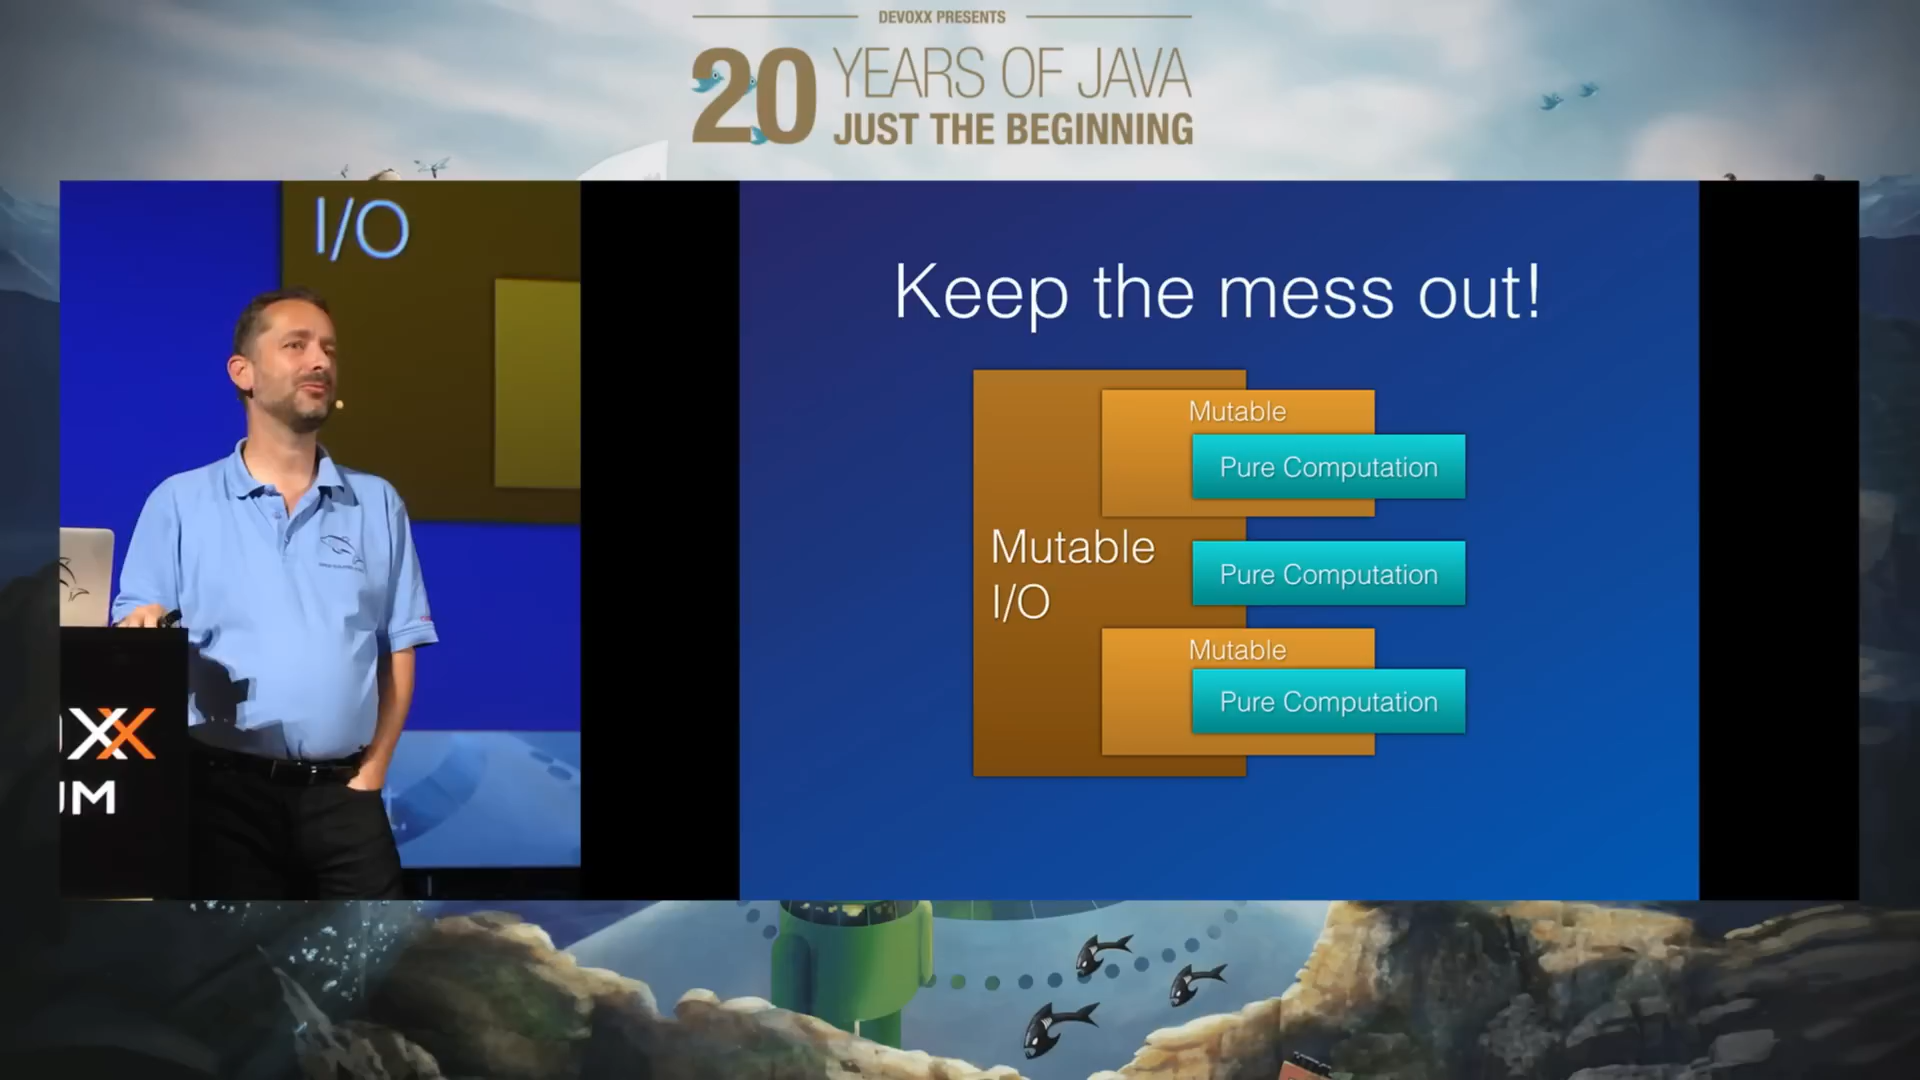 DEVOXX PRESENTS
20 YEARS OF JAVA
JUST THE BEGINNING
I/O
Keep the mess out!
Mutable
Pure Computation
Mutable
I/O
Pure Computation
Mutable
Pure Computation